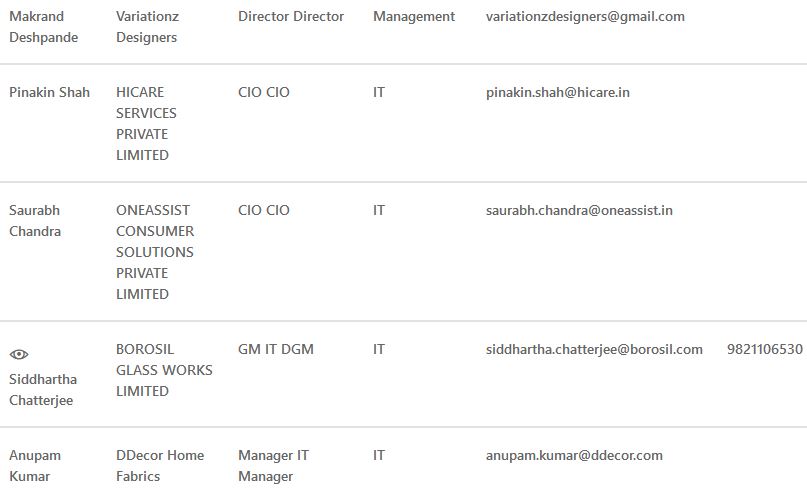 Makrand Variationz Director Director Management variationzdesigners@gmail.com
Deshpande Designers
Pinakin Shah HICARE CIO CIO IT pinakin.shah@hicare.in
SERVICES
PRIVATE
LIMITED
Saurabh ONEASSIST CIO CIO IT saurabh.chandra@oneassist.in
Chandra CONSUMER
SOLUTIONS
PRIVATE
LIMITED
BOROSIL GM IT DGM IT siddhartha.chatterjee@borosil.com 9821106530
GLASS WORKS
Siddhartha LIMITED
Chatterjee
Anupam DDecor Home Manager IT IT anupam.kumar@ddecor.com
Kumar Fabrics Manager